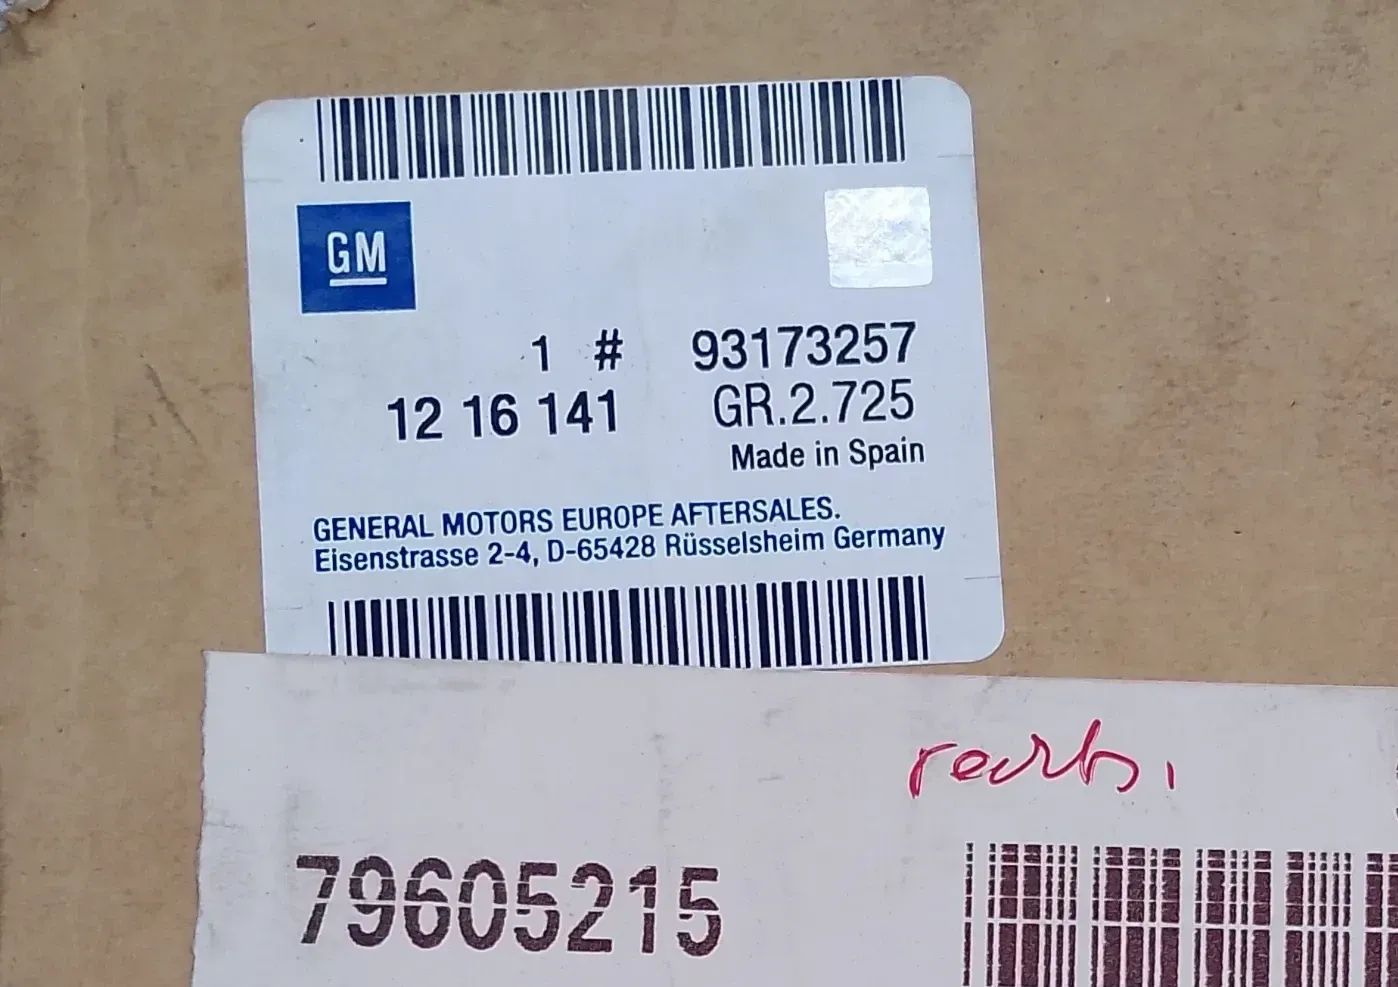 GM
1 # 93173257
12 16 141 GR.2.725
Made in Spain
GENERAL MOTORS EUROPE AFTERSALES.
Eisenstrasse 2-4, D-65428 Rüsselsheim Germany
rechts.
79605215